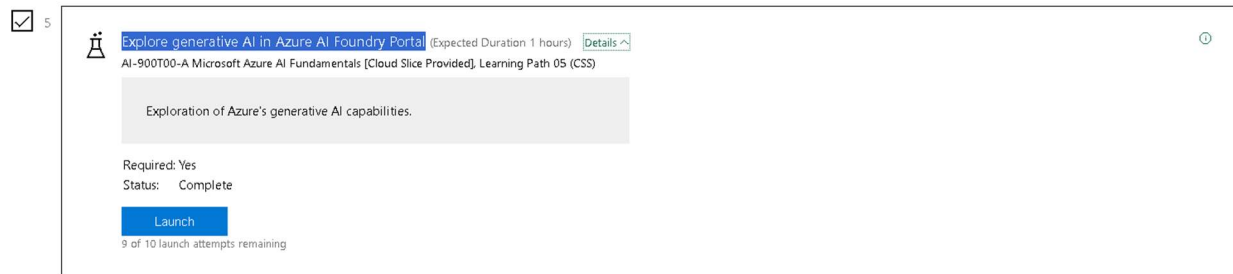 5
Explore generative AI in Azure AI Foundry Portal (Expected Duration 1 hours) Details
AI-900T00-A Microsoft Azure AI Fundamentals [Cloud Slice Provided], Learning Path 05 (CSS)
Exploration of Azure's generative AI capabilities.
Required: Yes
Status: Complete
Launch
9 of 10 launch attempts remaining